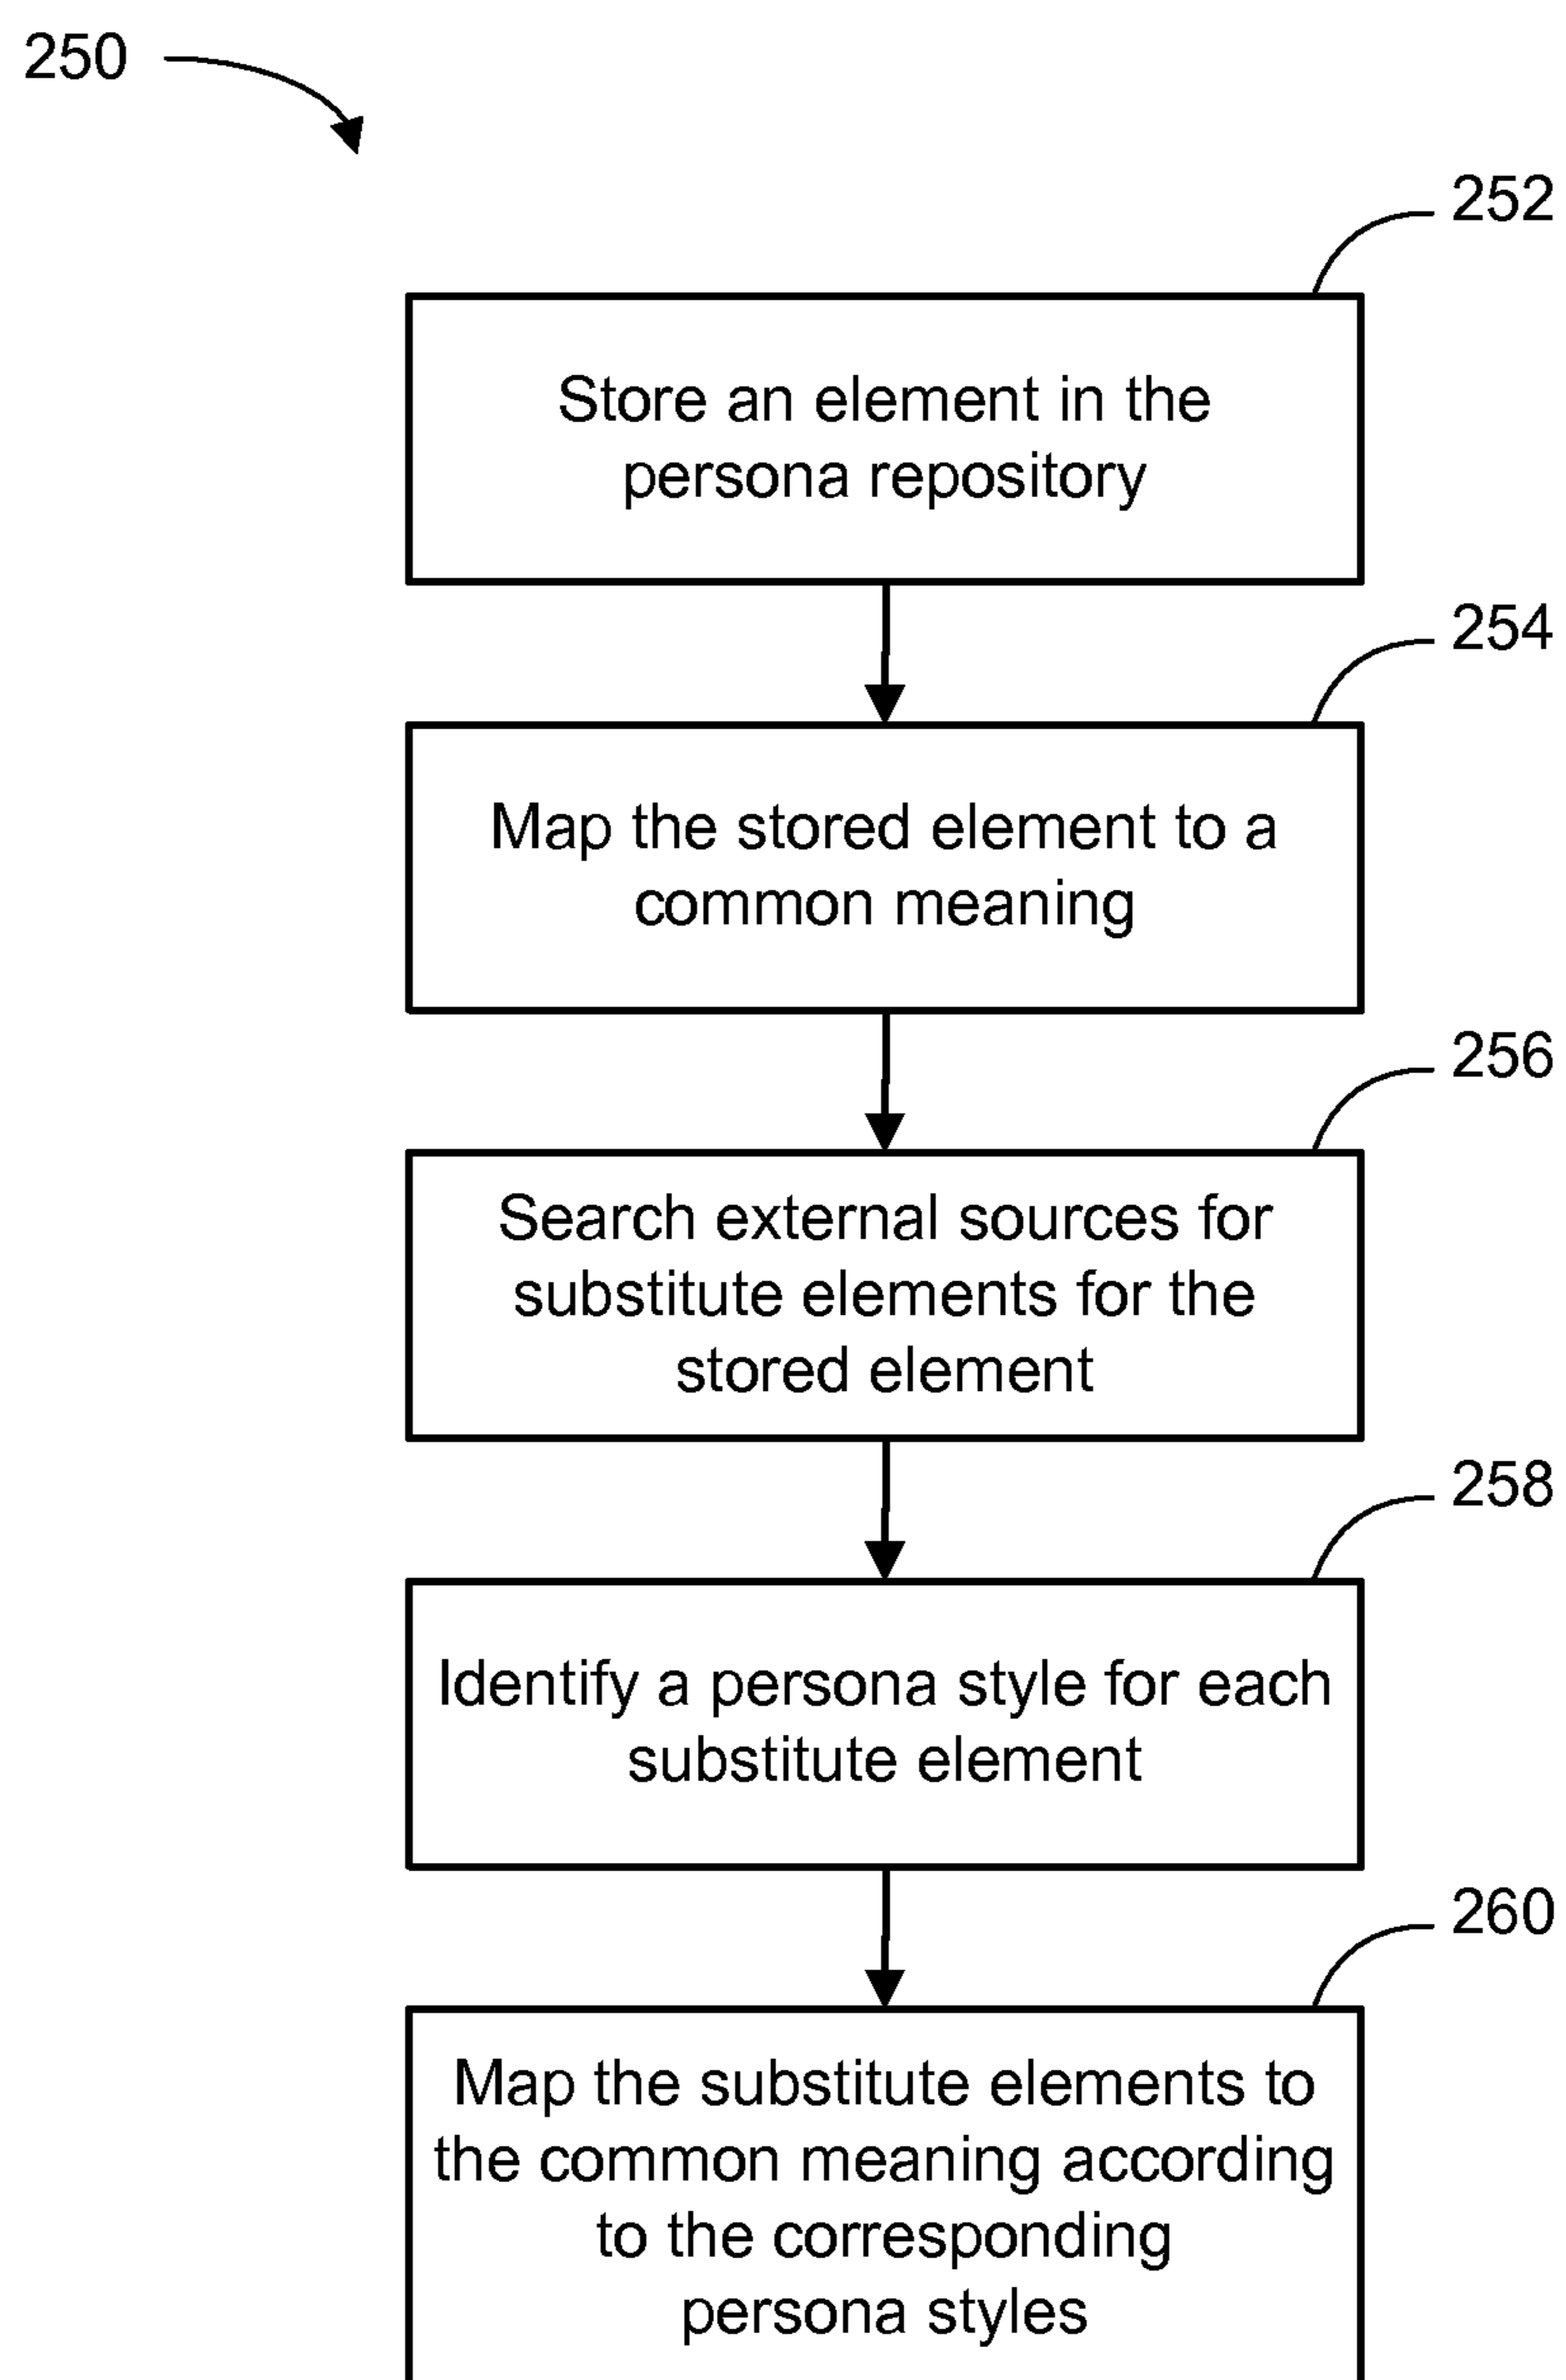 250
252
Store an element in the
persona repository
254
Map the stored element to a
common meaning
256
Search external sources for
substitute elements for the
stored element
258
Identify a persona style for each
substitute element
260
Map the substitute elements to
the common meaning according
to the corresponding
persona styles